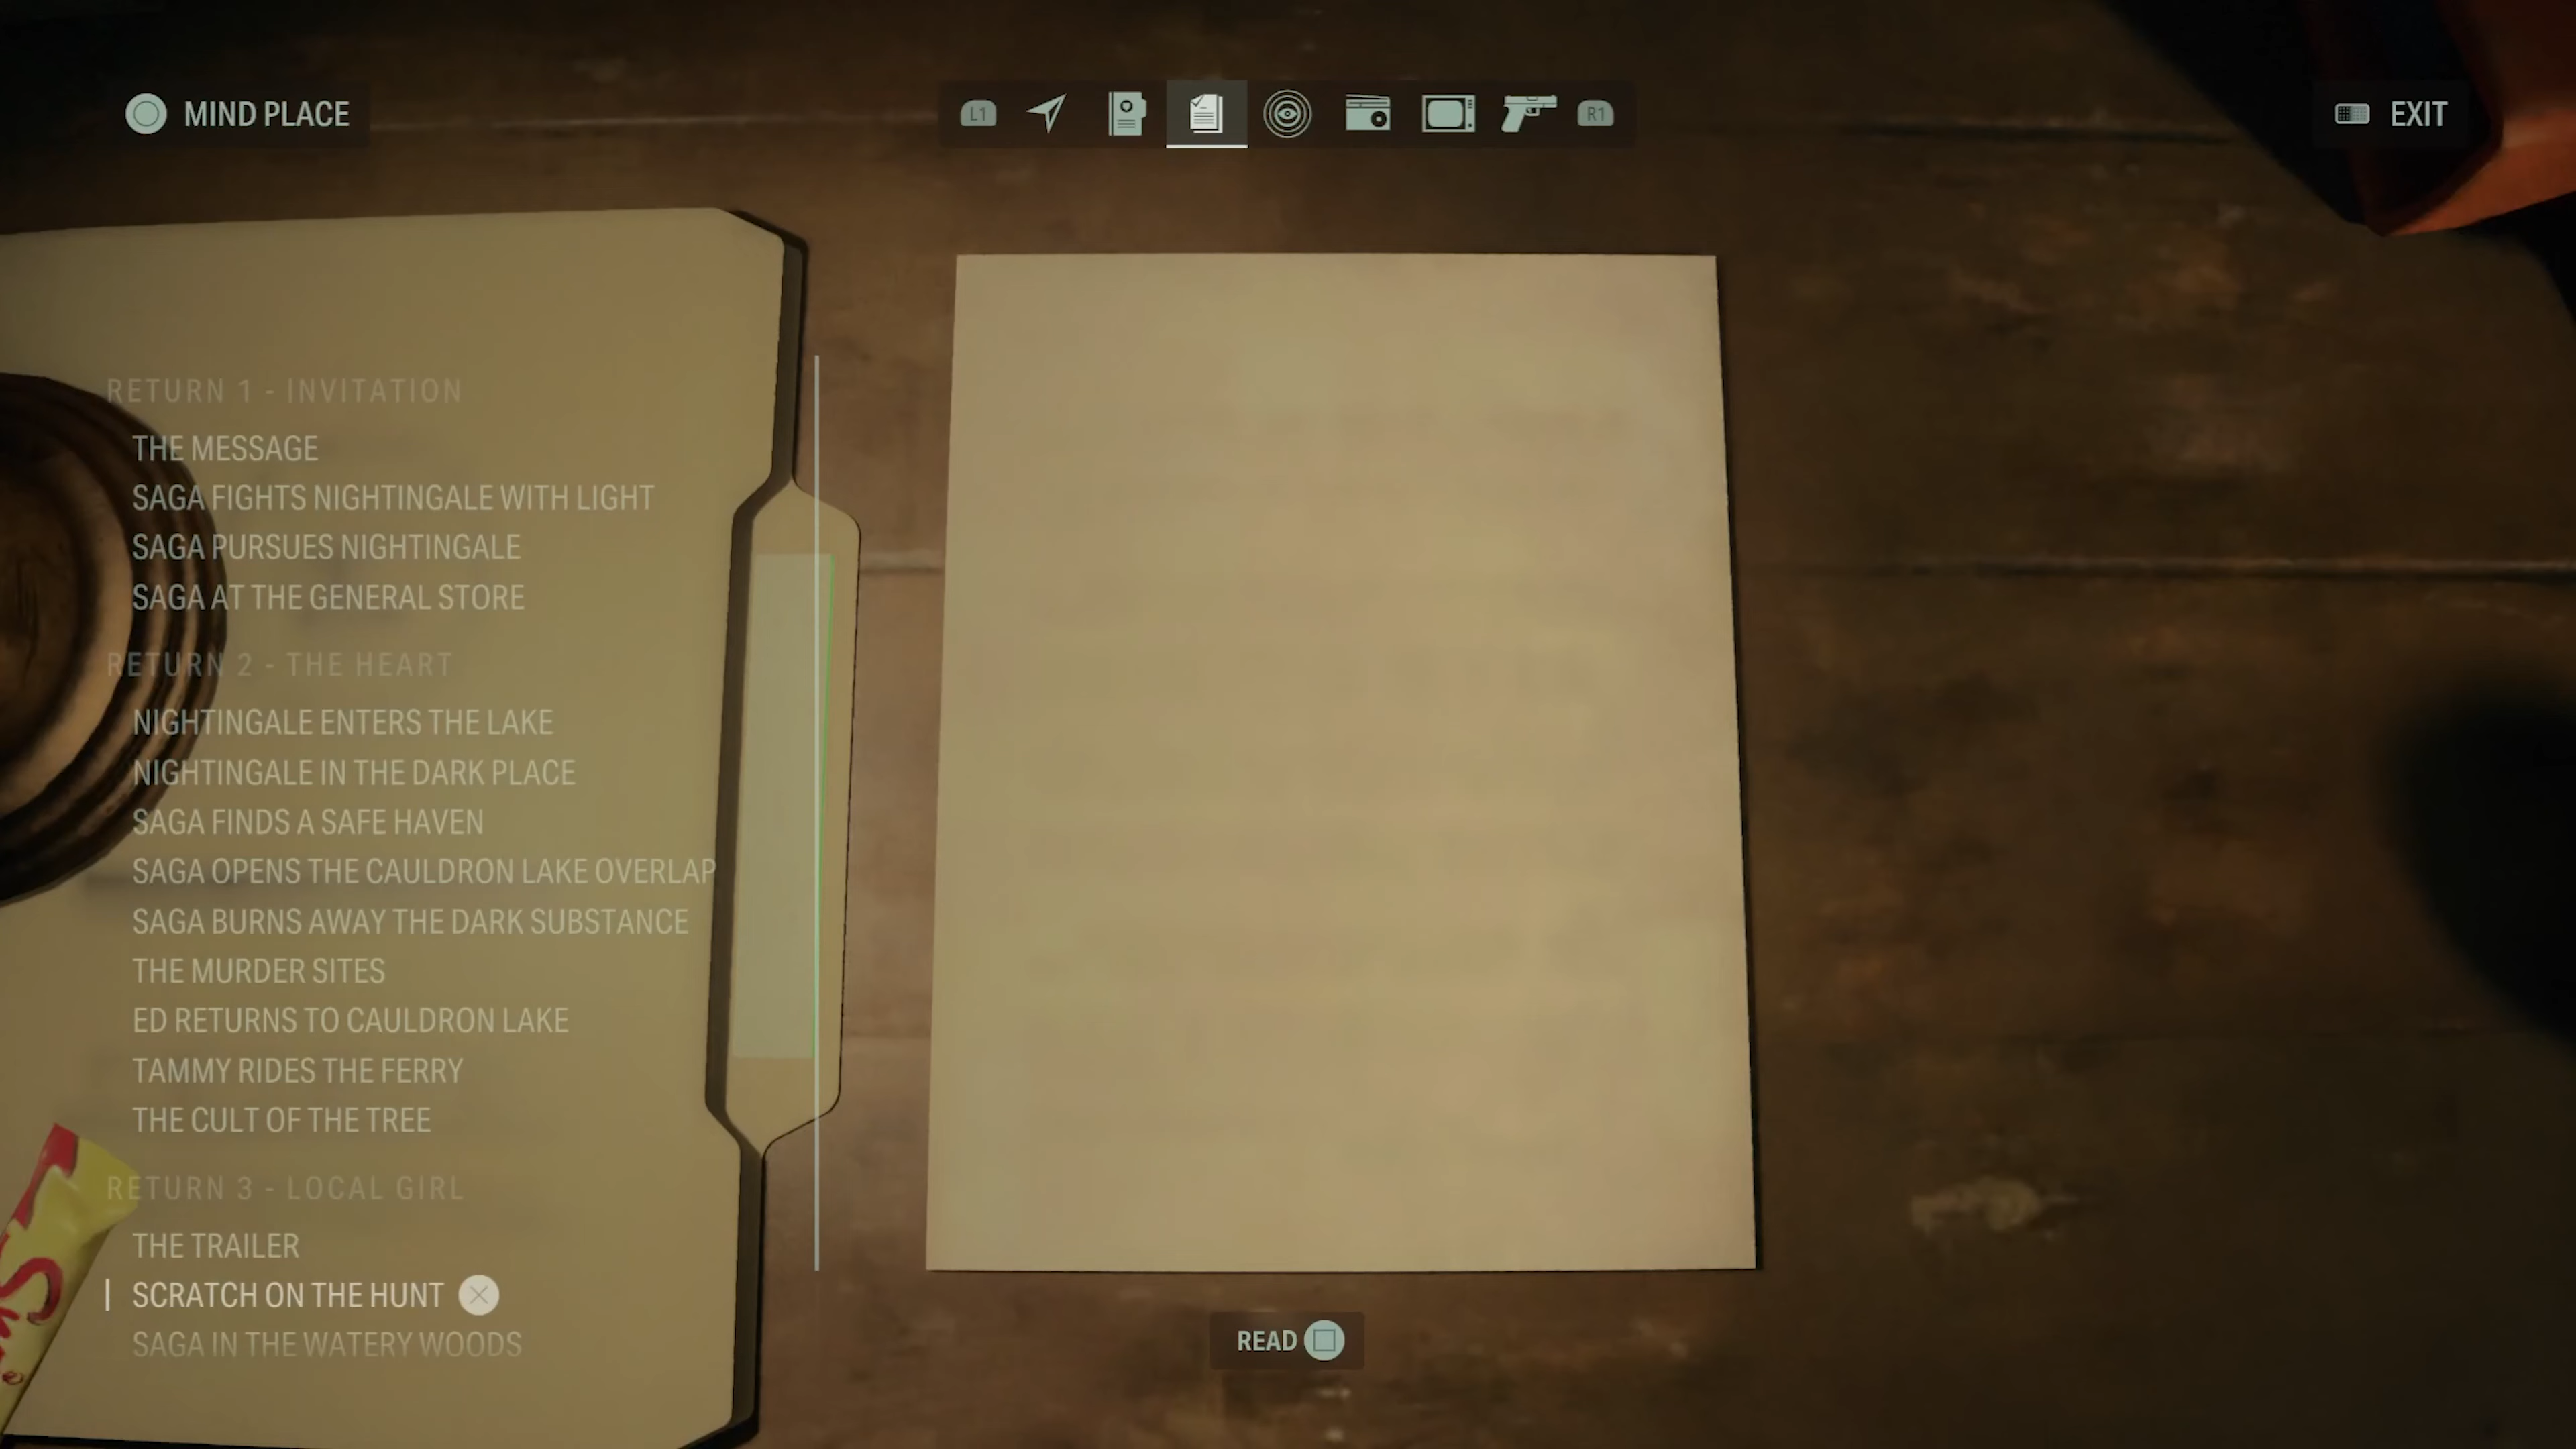 MIND PLACE
L1
R1
EXIT
RETURN 1 - INVITATION
THE MESSAGE
SAGA FIGHTS NIGHTINGALE WITH LIGHT
SAGA PURSUES NIGHTINGALE
SAGA AT THE GENERAL STORE
RETURN 2 - THE HEART
NIGHTINGALE ENTERS THE LAKE
NIGHTINGALE IN THE DARK PLACE
SAGA FINDS A SAFE HAVEN
SAGA OPENS THE CAULDRON LAKE OVERLAP
SAGA BURNS AWAY THE DARK SUBSTANCE
THE MURDER SITES
ED RETURNS TO CAULDRON LAKE
TAMMY RIDES THE FERRY
THE CULT OF THE TREE
RETURN 3 - LOCAL GIRL
THE TRAILER
SCRATCH ON THE HUNT
SAGA IN THE WATERY WOODS
READ